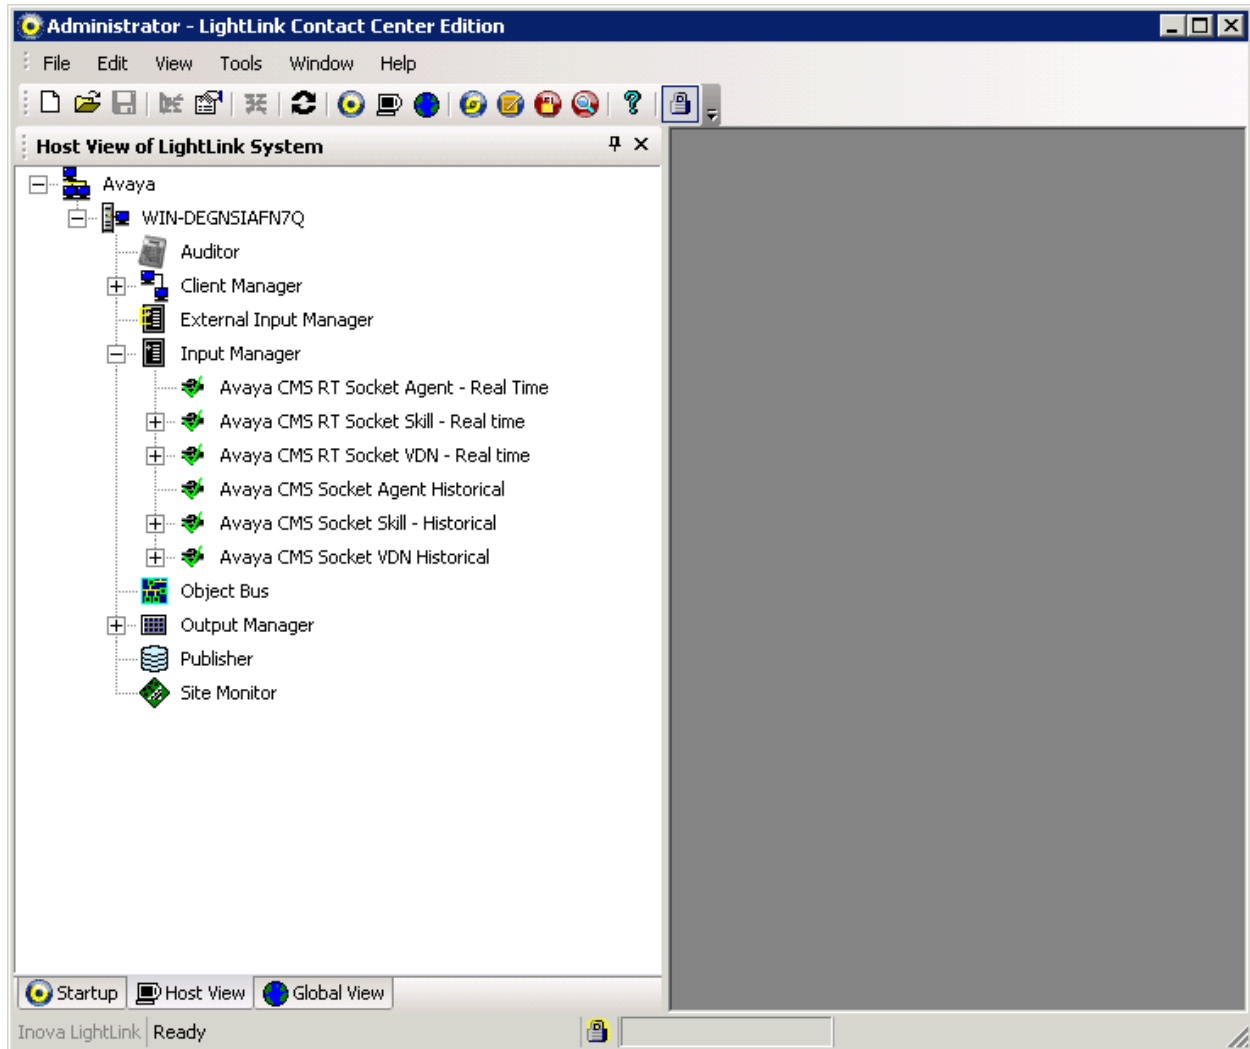 Administrator - LightLink Contact Center Edition
File Edit View Tools Window Help
Host View of LightLink System
Avaya
WIN-DEGNSIAFN7Q
Auditor
Client Manager
External Input Manager
Input Manager
Avaya CMS RT Socket Agent - Real Time
Avaya CMS RT Socket Skill - Real time
Avaya CMS RT Socket VDN - Real time
Avaya CMS Socket Agent Historical
Avaya CMS Socket Skill - Historical
Avaya CMS Socket VDN Historical
Object Bus
Output Manager
Publisher
Site Monitor
Startup Host View Global View
Inova LightLink Ready